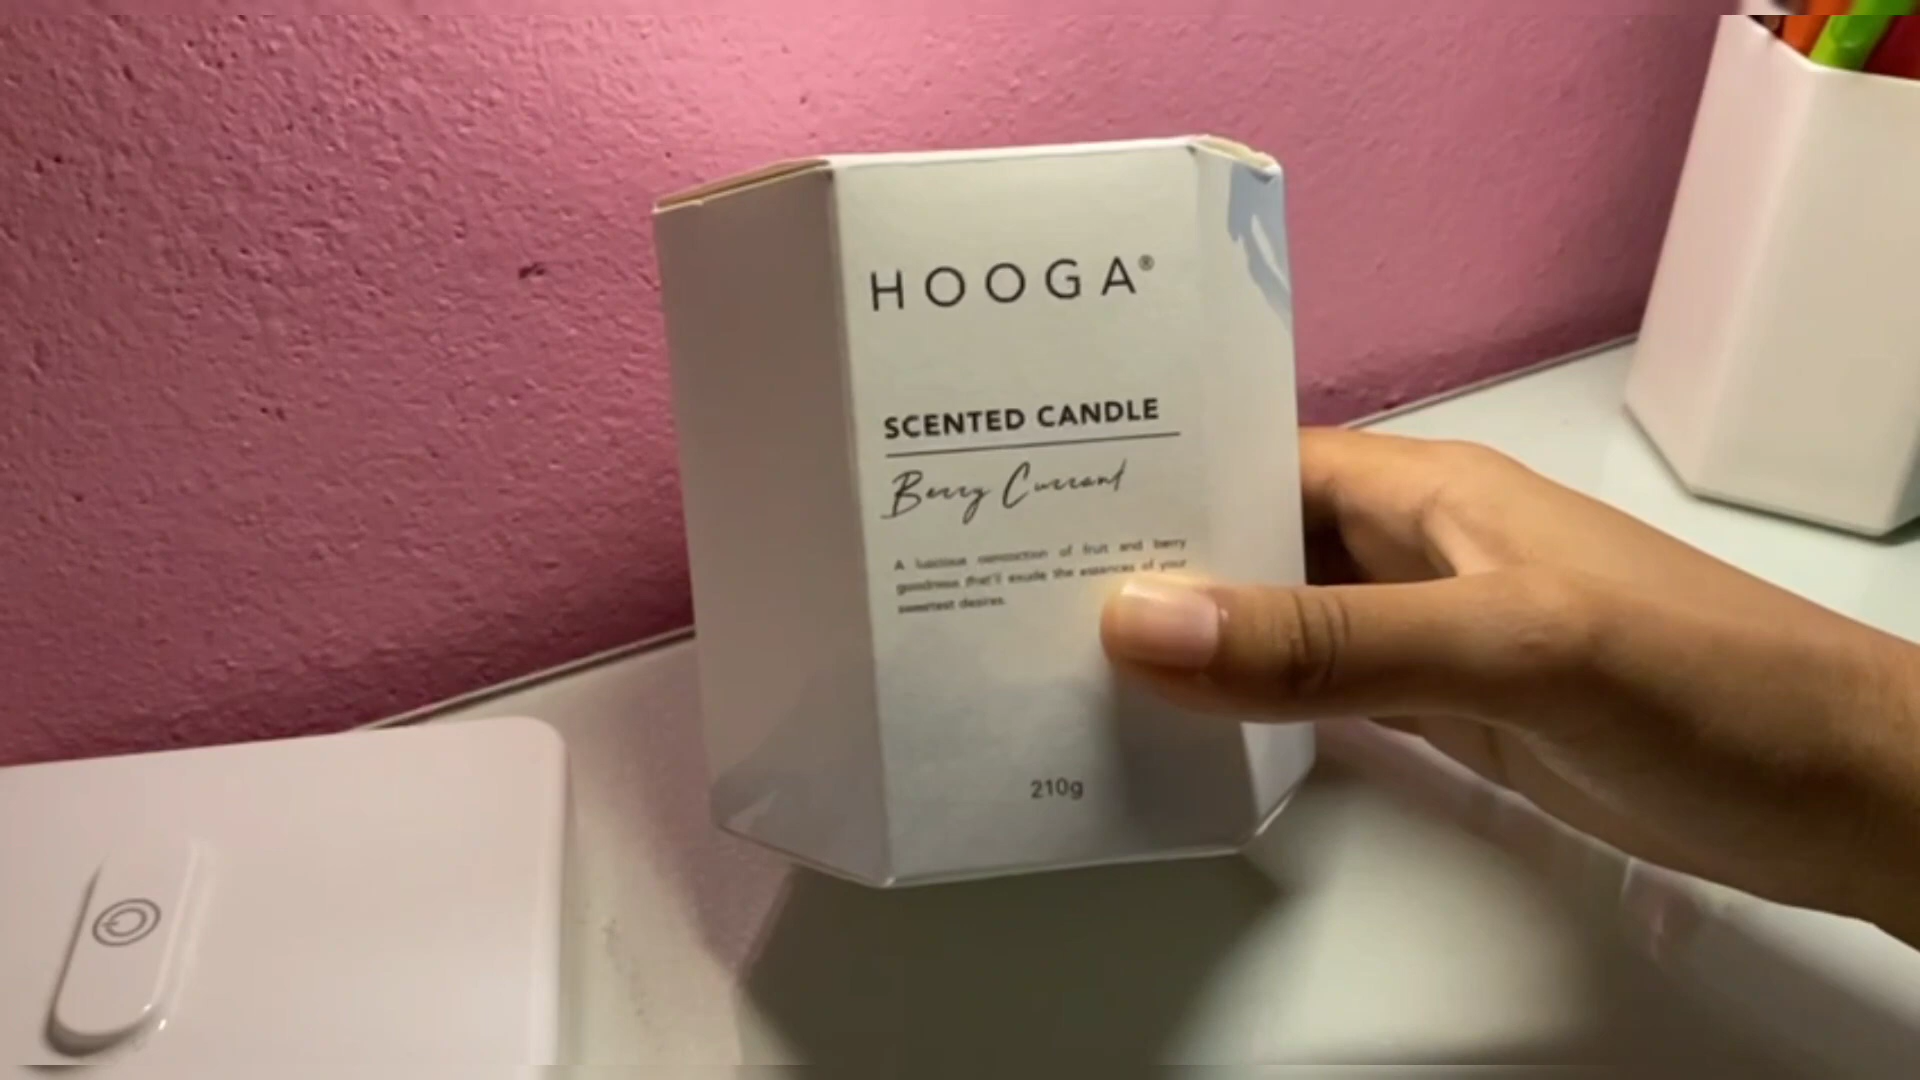 HOOGA®
SCENTED CANDLE
Berry Currant
A luscious concoction of fruit and berry
goodness that'll exude the essences of your
sweetest desires.
210g